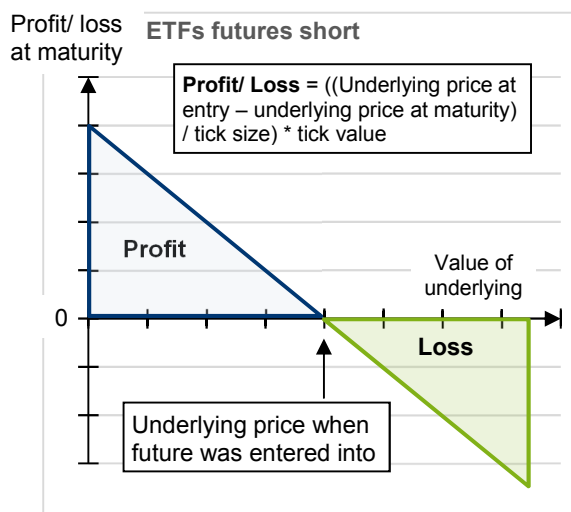 Profit/ loss
at maturity
ETFs futures short
Profit/ Loss = ((Underlying price at
entry – underlying price at maturity)
/ tick size) * tick value
Profit
Value of
underlying
0
Loss
Underlying price when
future was entered into